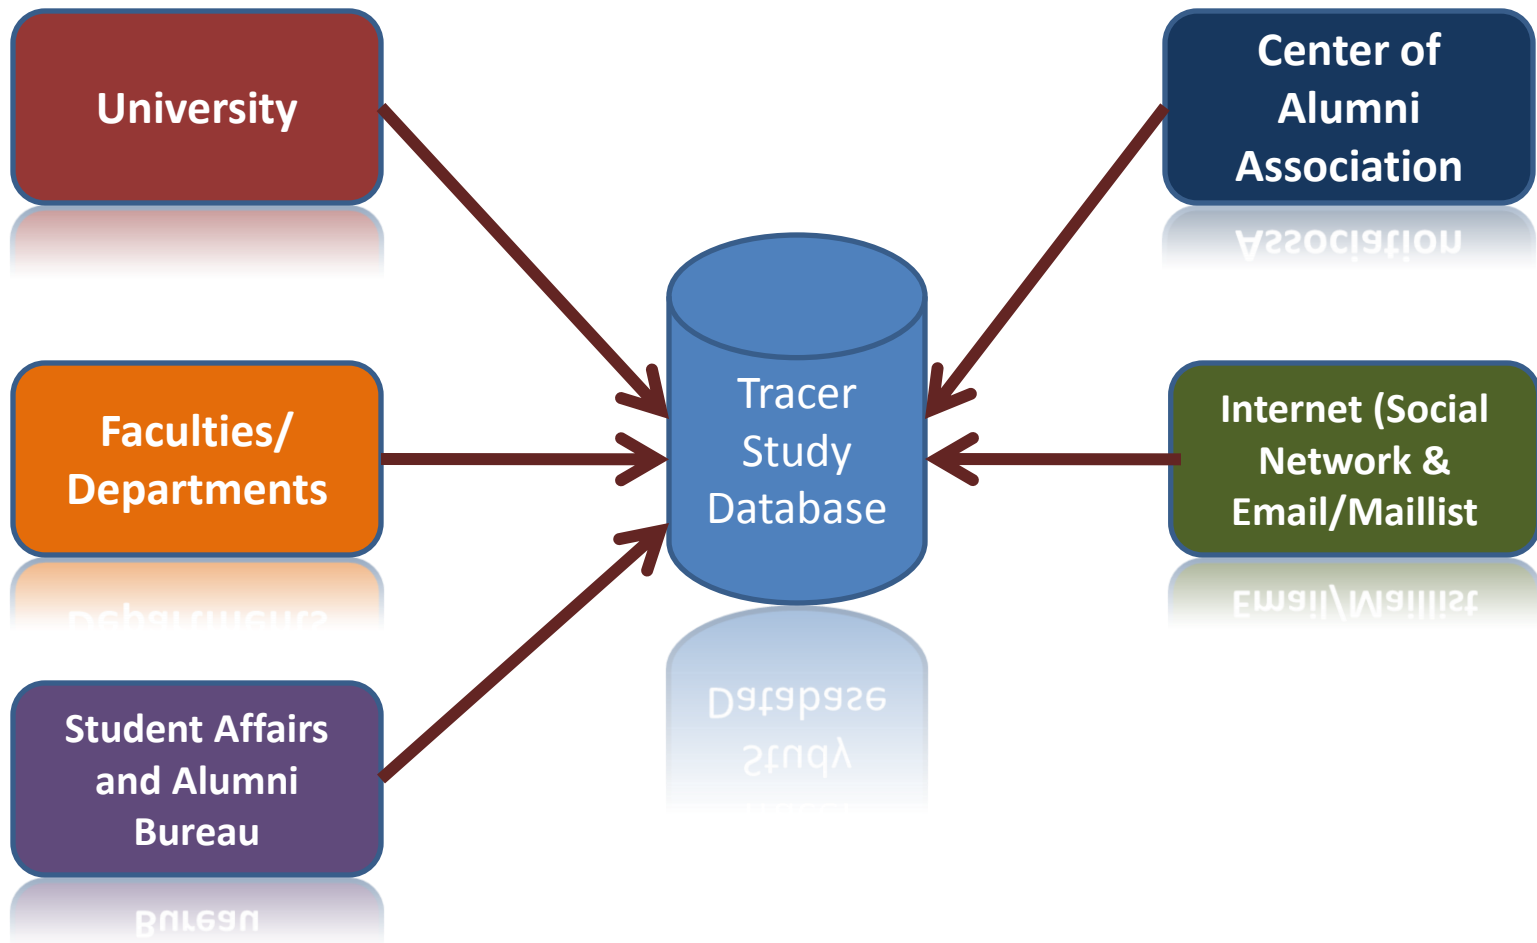 University
Center of
Alumni
Association
Faculties/
Departments
Tracer
Study
Database
Internet (Social
Network &
Email/Maillist
Student Affairs
and Alumni
Bureau